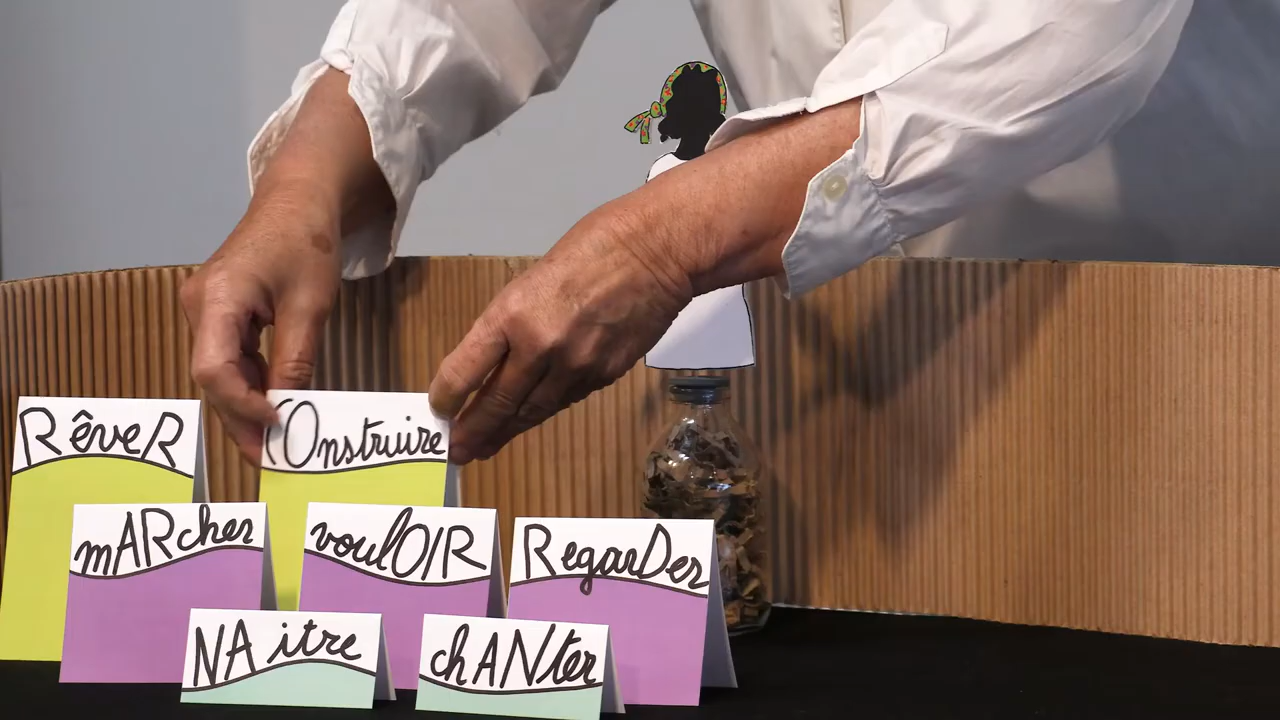 RêveR
COnstruire
mARcher
voulOIR
RegarDer
NAitre
chANter